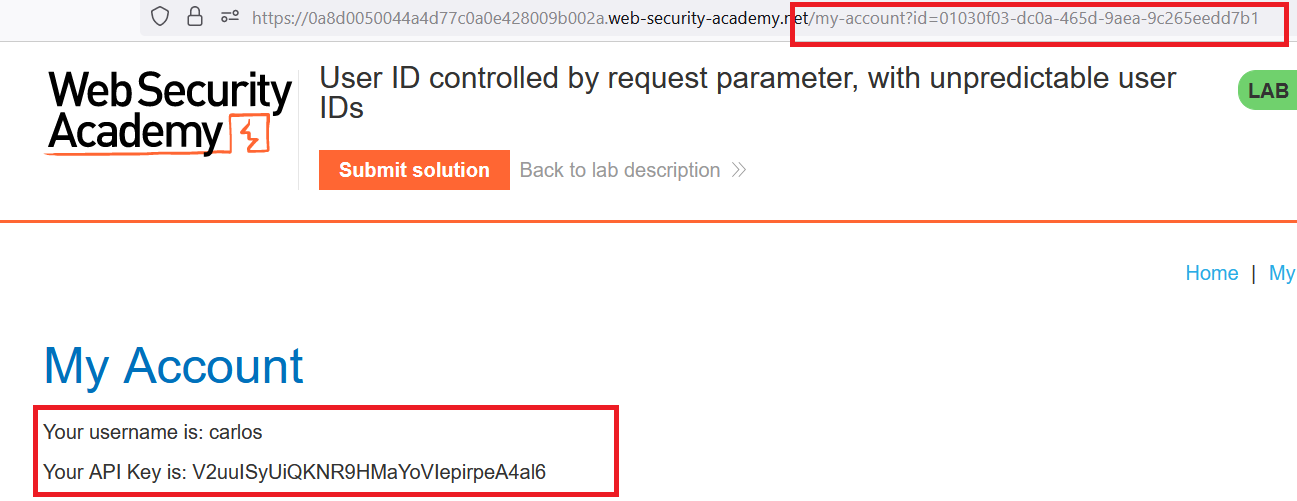 https://0a8d0050044a4d77c0a0e428009b002a.web-security-academy.net/my-account?id=01030f03-dc0a-465d-9aea-9c265eedd7b1
Web Security
Academy
User ID controlled by request parameter, with unpredictable user
IDs
LAB
Submit solution
Back to lab description
Home | My
My Account
Your username is: carlos
Your API Key is: V2uuISyUiQKNR9HMaYoVIepirpeA4al6